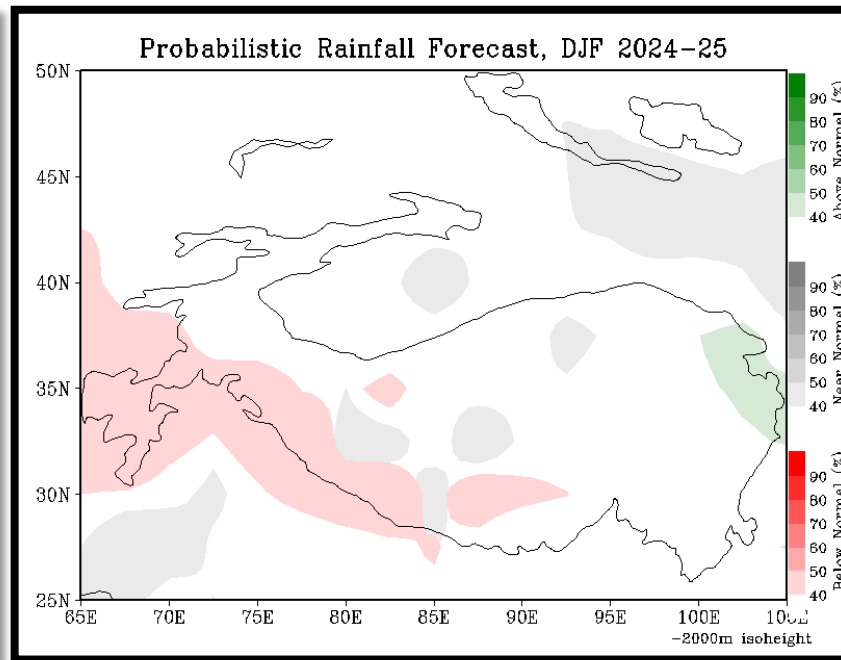 Probabilistic Rainfall Forecast, DJF 2024-25
50N
45N
40N
35N
30N
25N
65E
70E
75E
80E
85E
90E
95E
100E
90
80
70
60
50
40
Above Normal (%)
90
80
70
60
50
40
Near Normal (%)
90
80
70
60
50
40
Below Normal (%)
-2000m isoheight